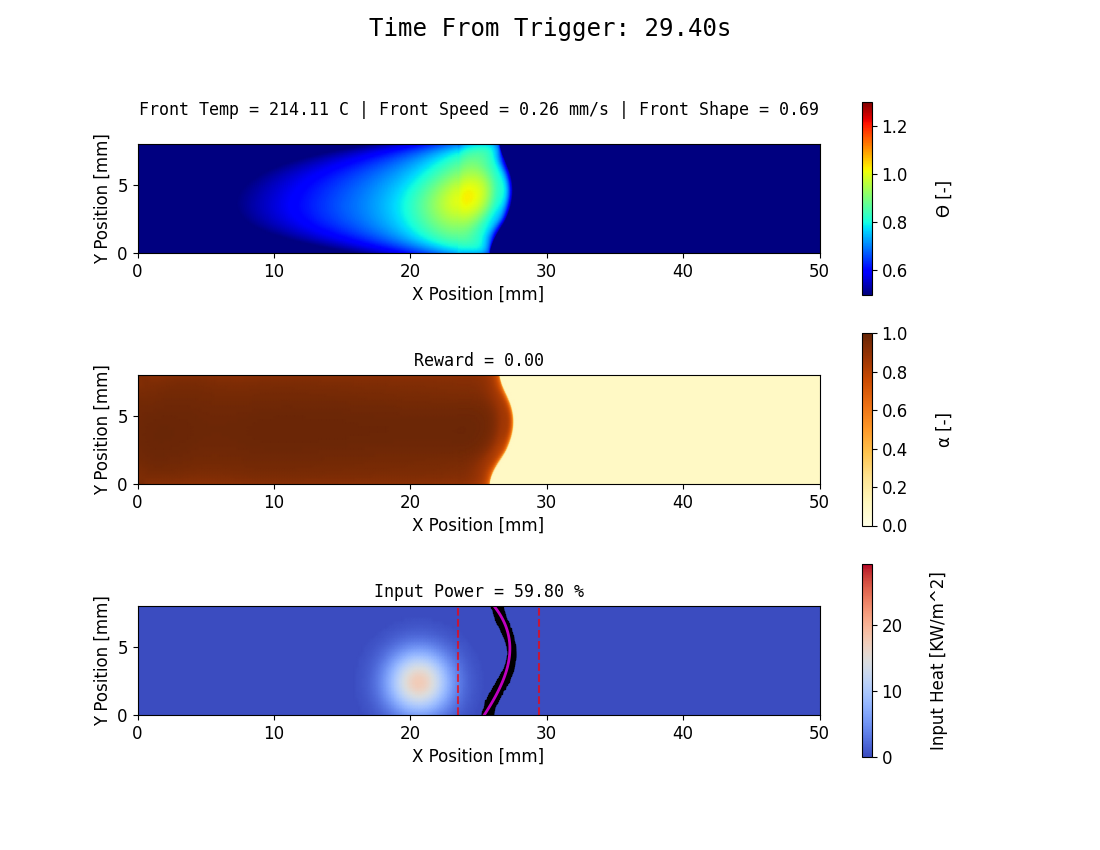 Time From Trigger: 29.40s
Front Temp = 214.11 C | Front Speed = 0.26 mm/s | Front Shape = 0.69
Y Position [mm]
5
0
0 10 20 30 40 50
X Position [mm]
1.2
1.0
0.8
0.6
Θ [-]
Reward = 0.00
Y Position [mm]
5
0
0 10 20 30 40 50
X Position [mm]
1.0
0.8
0.6
0.4
0.2
0.0
α [-]
Input Power = 59.80 %
Y Position [mm]
5
0
0 10 20 30 40 50
X Position [mm]
20
10
0
Input Heat [KW/m^2]